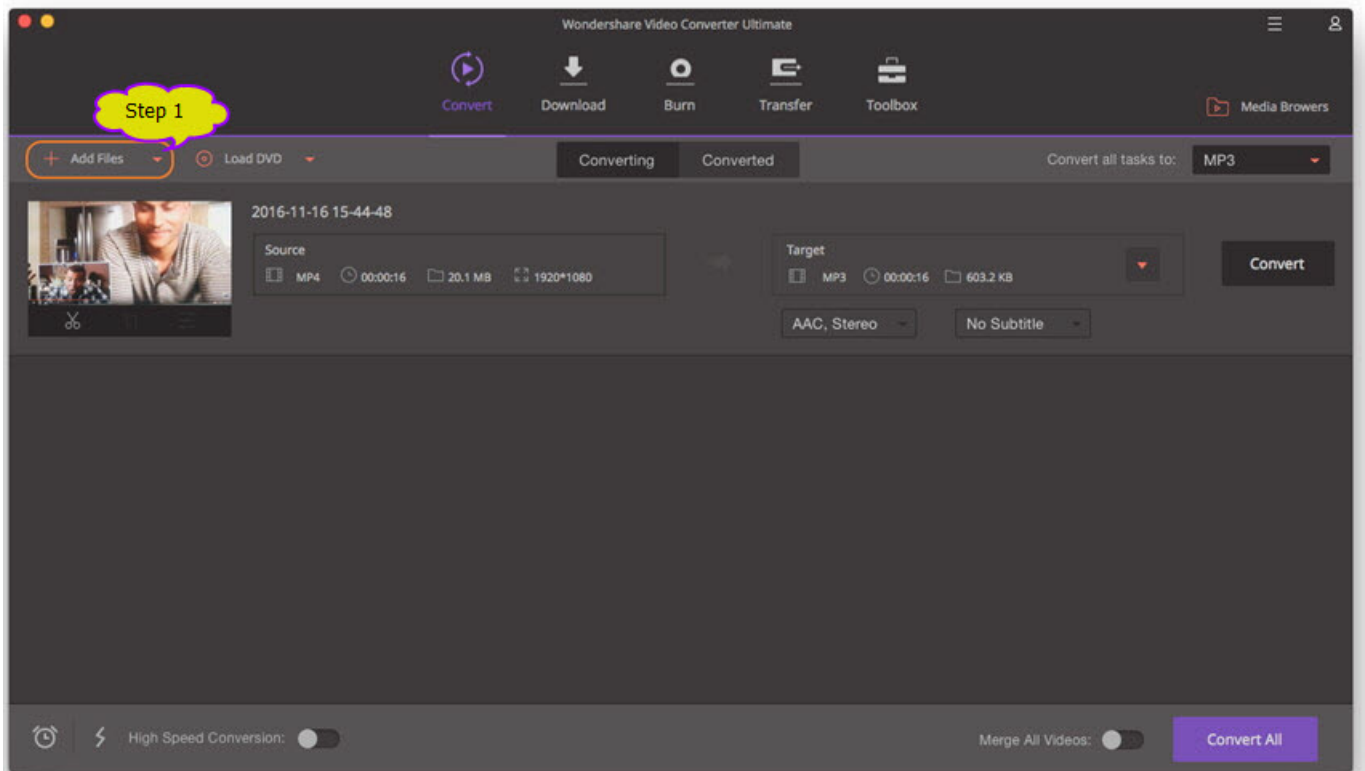 Wondershare Video Converter Ultimate
Convert
Download
Burn
Transfer
Toolbox
Media Browers
Step 1
Add Files
Load DVD
Converting
Converted
Convert all tasks to:
MP3
2016-11-16 15-44-48
Source
MP4 00:00:16 20.1 MB 1920*1080
Target
MP3 00:00:16 603.2 KB
Convert
AAC, Stereo
No Subtitle
High Speed Conversion:
Merge All Videos:
Convert All